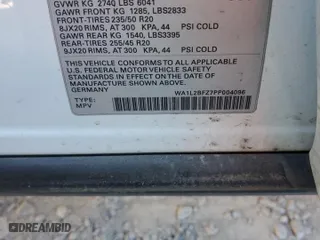 GVWR KG 2740 LBS 6041
GAWR FRONT KG 1285, LBS2833
FRONT-TIRES 235/50 R20
8JX20 RIMS, AT 300 KPA, 44 PSI COLD
GAWR REAR KG 1540, LBS3395
REAR-TIRES 255/45 R20
9JX20 RIMS, AT 300 KPA, 44 PSI COLD
THIS VEHICLE CONFORMS TO ALL APPLICABLE
U.S. FEDERAL MOTOR VEHICLE SAFETY
STANDARDS IN EFFECT ON THE
DATE OF MANUFACTURE SHOWN ABOVE.
GERMANY WA1L2BFZ7PP004096
TYPE:
MPV